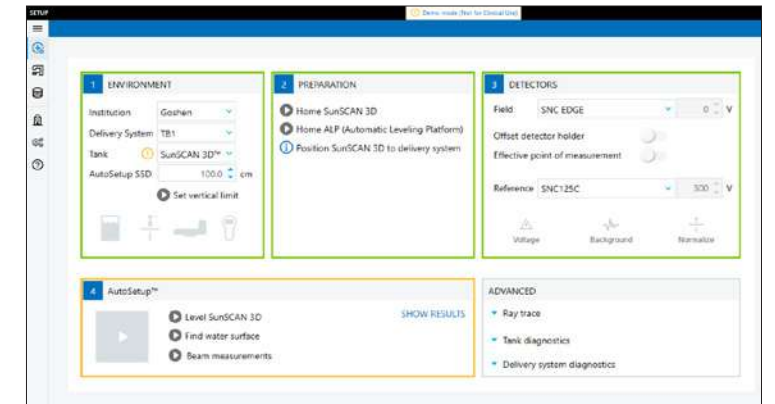 SETUP
Demo mode (Not for Clinical Use)
1 ENVIRONMENT
Institution Goshen
Delivery System TB1
Tank SunSCAN 3D™
AutoSetup SSD 100.0 cm
Set vertical limit
2 PREPARATION
Home SunSCAN 3D
Home ALP (Automatic Leveling Platform)
Position SunSCAN 3D to delivery system
3 DETECTORS
Field SNC EDGE 0 V
Offset detector holder
Effective point of measurement
Reference SNC125C 300 V
Voltage Background Normalize
4 AutoSetup™
Level SunSCAN 3D
Find water surface
Beam measurements
SHOW RESULTS
ADVANCED
Ray trace
Tank diagnostics
Delivery system diagnostics